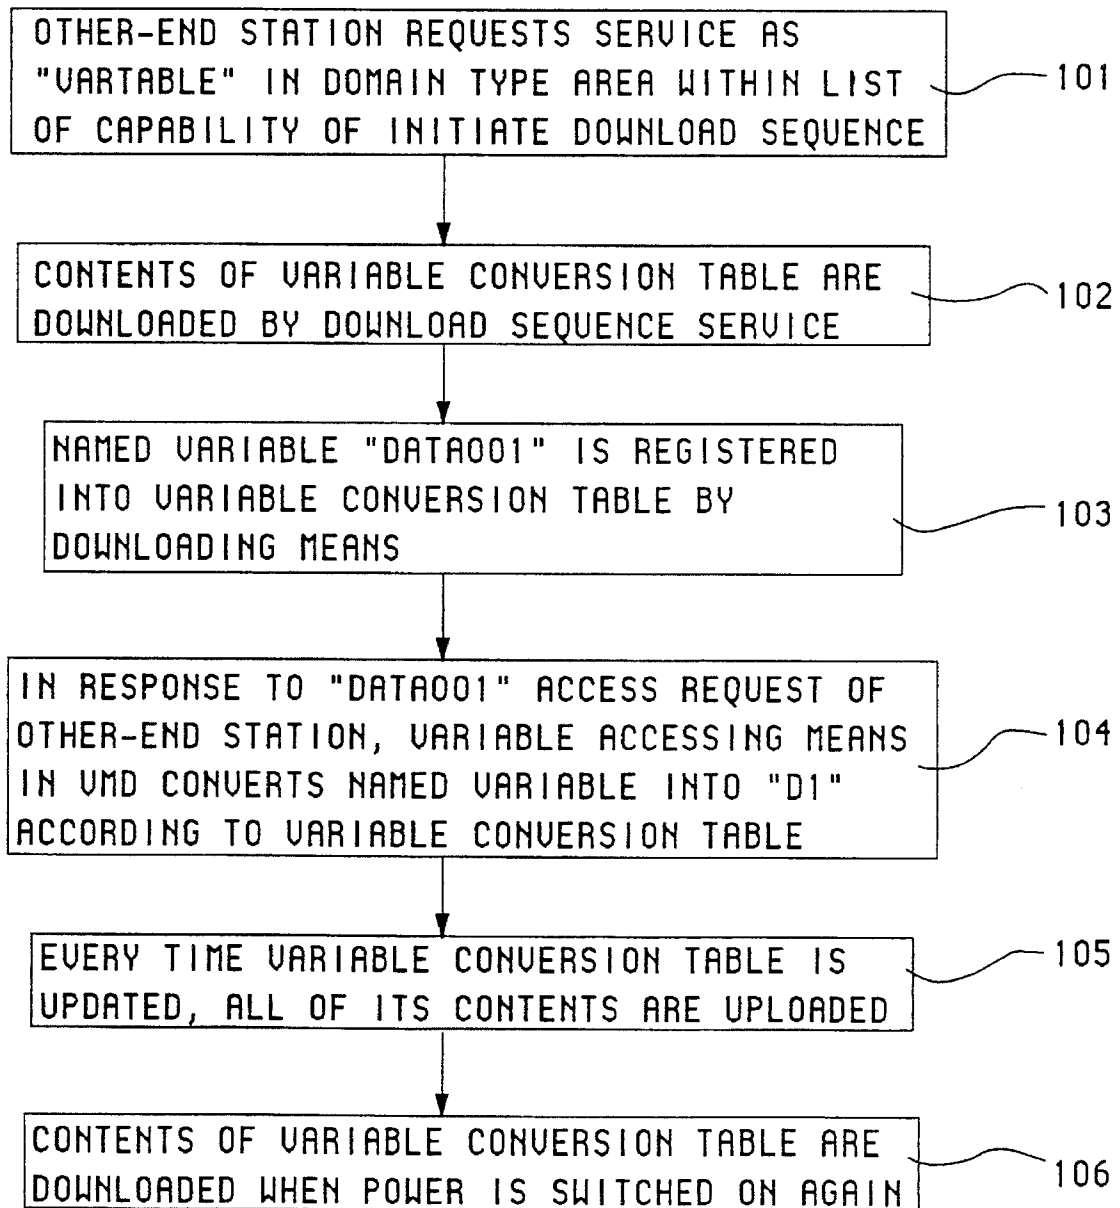 OTHER-END STATION REQUESTS SERVICE AS
"VARTABLE" IN DOMAIN TYPE AREA WITHIN LIST
OF CAPABILITY OF INITIATE DOWNLOAD SEQUENCE
101
CONTENTS OF VARIABLE CONVERSION TABLE ARE
DOWNLOADED BY DOWNLOAD SEQUENCE SERVICE
102
NAMED VARIABLE "DATA001" IS REGISTERED
INTO VARIABLE CONVERSION TABLE BY
DOWNLOADING MEANS
103
IN RESPONSE TO "DATA001" ACCESS REQUEST OF
OTHER-END STATION, VARIABLE ACCESSING MEANS
IN VMD CONVERTS NAMED VARIABLE INTO "D1"
ACCORDING TO VARIABLE CONVERSION TABLE
104
EVERY TIME VARIABLE CONVERSION TABLE IS
UPDATED, ALL OF ITS CONTENTS ARE UPLOADED
105
CONTENTS OF VARIABLE CONVERSION TABLE ARE
DOWNLOADED WHEN POWER IS SWITCHED ON AGAIN
106